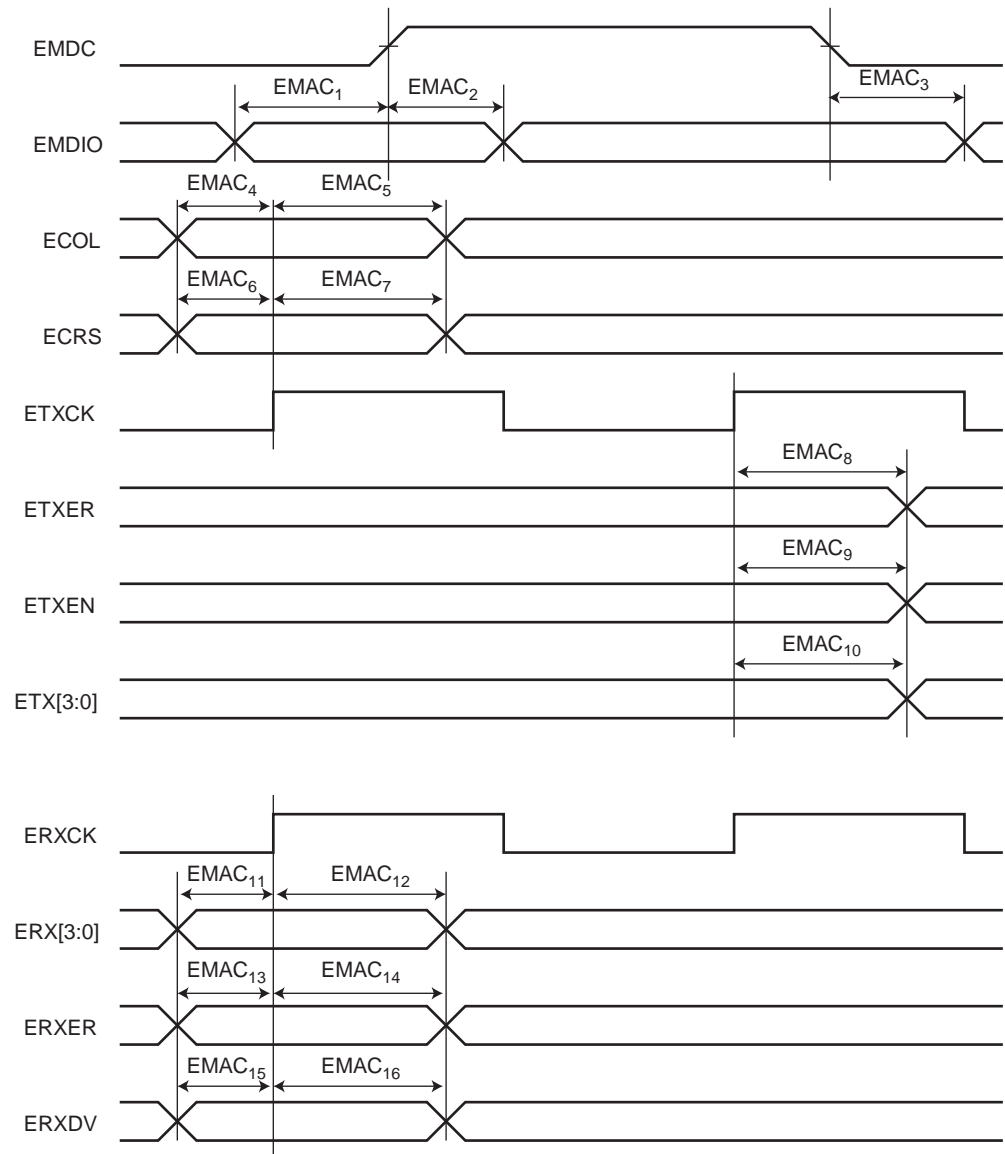 EMDC
EMAC1 EMAC2 EMAC3
EMDIO
EMAC4 EMAC5
ECOL
EMAC6 EMAC7
ECRS
ETXCK
EMAC8
ETXER
EMAC9
ETXEN
EMAC10
ETX[3:0]
ERXCK
EMAC11 EMAC12
ERX[3:0]
EMAC13 EMAC14
ERXER
EMAC15 EMAC16
ERXDV